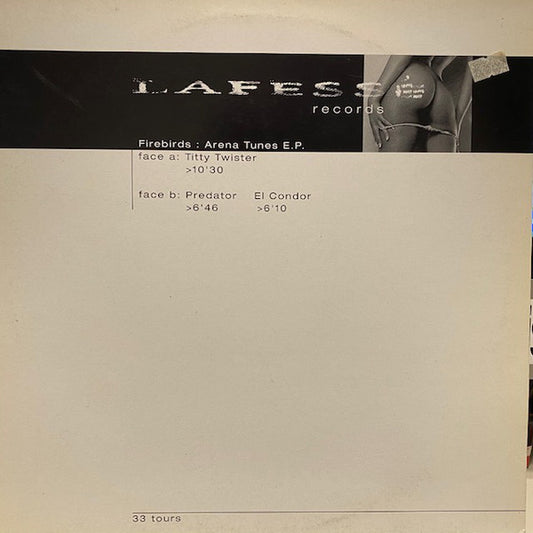 LAFESSÉ
records
Firebirds : Arena Tunes E.P.
face a: Titty Twister
>10'30
face b: Predator El Condor
>6'46 >6'10
33 tours